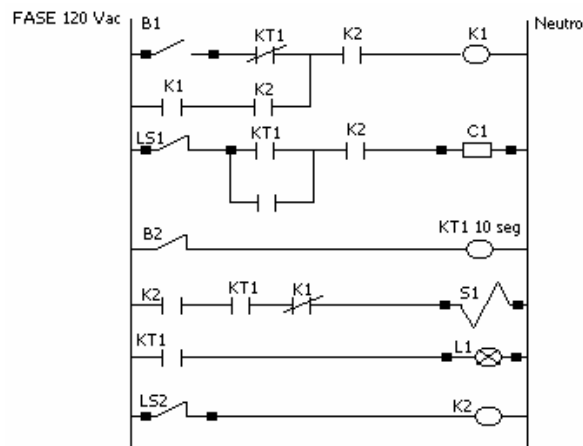 FASE 120 Vac
Neutro
B1
KT1
K2
K1
K1
K2
LS1
KT1
K2
C1
B2
KT1 10 seg
K2
KT1
K1
S1
KT1
L1
LS2
K2